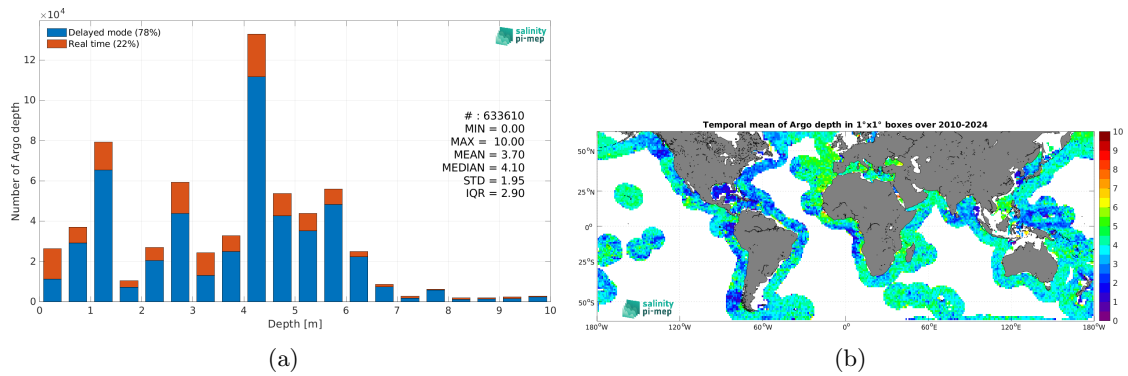 ×10⁴
Delayed mode (78%)
Real time (22%)
salinity
pi-mep
# : 633610
MIN = 0.00
MAX = 10.00
MEAN = 3.70
MEDIAN = 4.10
STD = 1.95
IQR = 2.90
Number of Argo depth
12
10
8
6
4
2
0
0 1 2 3 4 5 6 7 8 9 10
Depth [m]
(a)
Temporal mean of Argo depth in 1°x1° boxes over 2010-2024
50°N
25°N
0°
25°S
50°S
180°W 120°W 60°W 0° 60°E 120°E 180°W
salinity
pi-mep
10
9
8
7
6
5
4
3
2
1
0
(b)